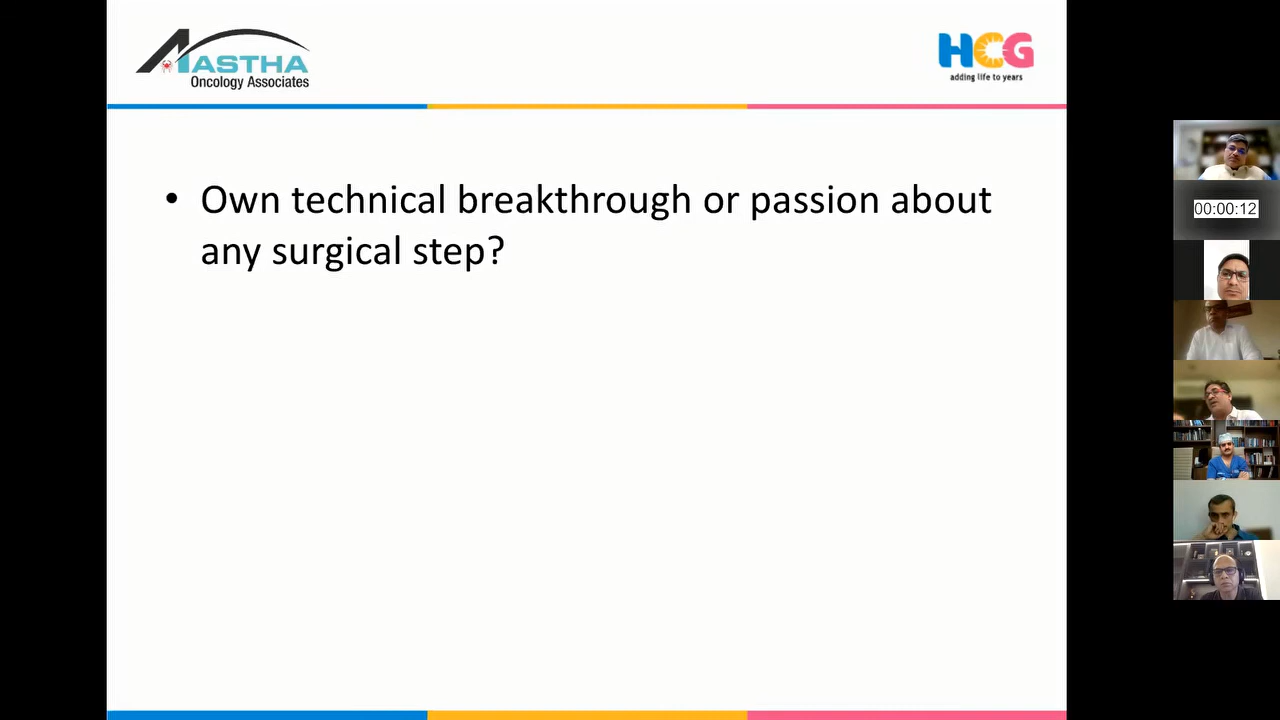 AASTHA
Oncology Associates
HCG
adding life to years
• Own technical breakthrough or passion about
any surgical step?
00:00:12